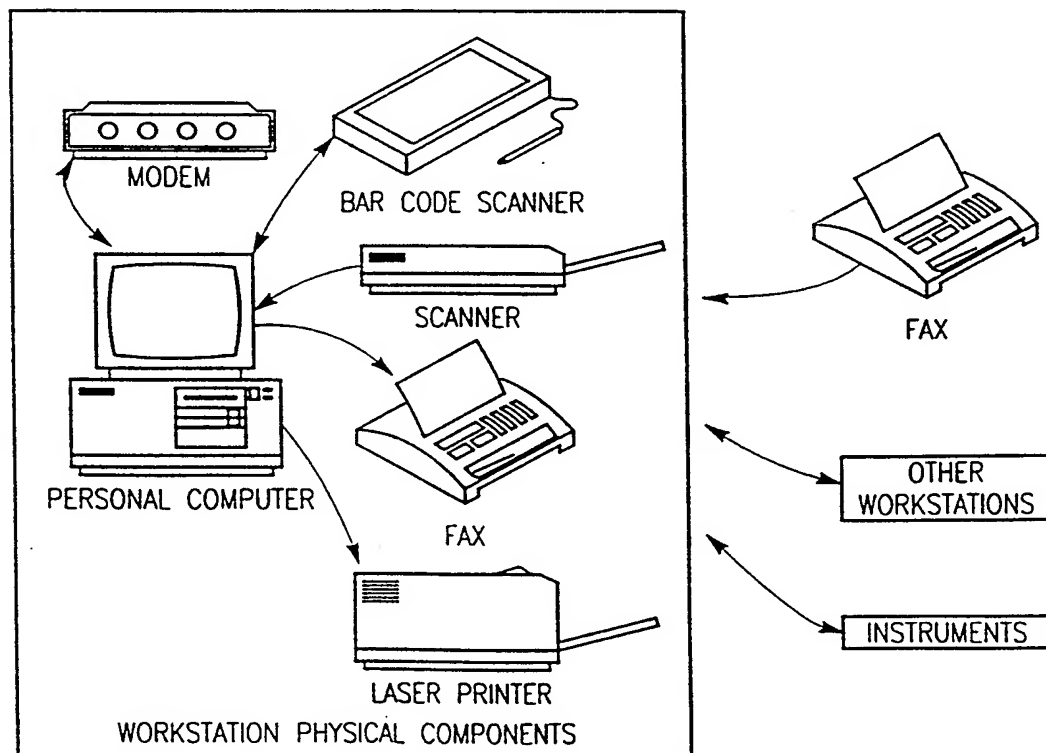 MODEM
BAR CODE SCANNER
SCANNER
FAX
PERSONAL COMPUTER
FAX
OTHER
WORKSTATIONS
INSTRUMENTS
LASER PRINTER
WORKSTATION PHYSICAL COMPONENTS